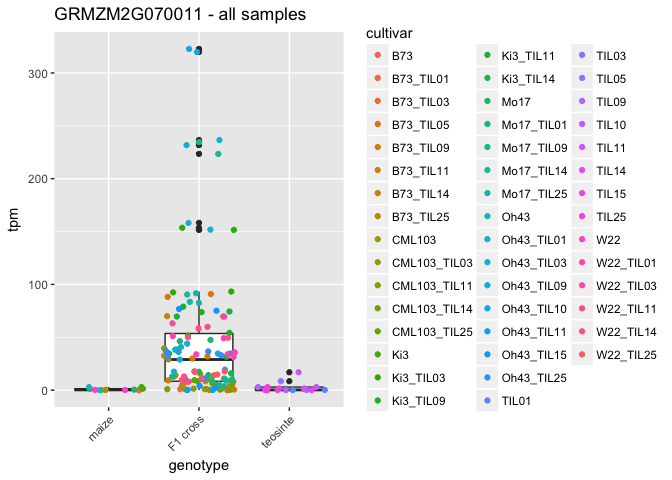 GRMZM2G070011 - all samples
tpm
300
200
100
0
maize
F1 cross
teosinte
genotype
cultivar
B73
B73_TIL01
B73_TIL03
B73_TIL05
B73_TIL09
B73_TIL11
B73_TIL14
B73_TIL25
CML103
CML103_TIL03
CML103_TIL11
CML103_TIL14
CML103_TIL25
Ki3
Ki3_TIL03
Ki3_TIL09
Ki3_TIL11
Ki3_TIL14
Mo17
Mo17_TIL01
Mo17_TIL09
Mo17_TIL14
Mo17_TIL25
Oh43
Oh43_TIL01
Oh43_TIL03
Oh43_TIL09
Oh43_TIL10
Oh43_TIL11
Oh43_TIL15
Oh43_TIL25
TIL01
TIL03
TIL05
TIL09
TIL10
TIL11
TIL14
TIL15
TIL25
W22
W22_TIL01
W22_TIL03
W22_TIL11
W22_TIL14
W22_TIL25